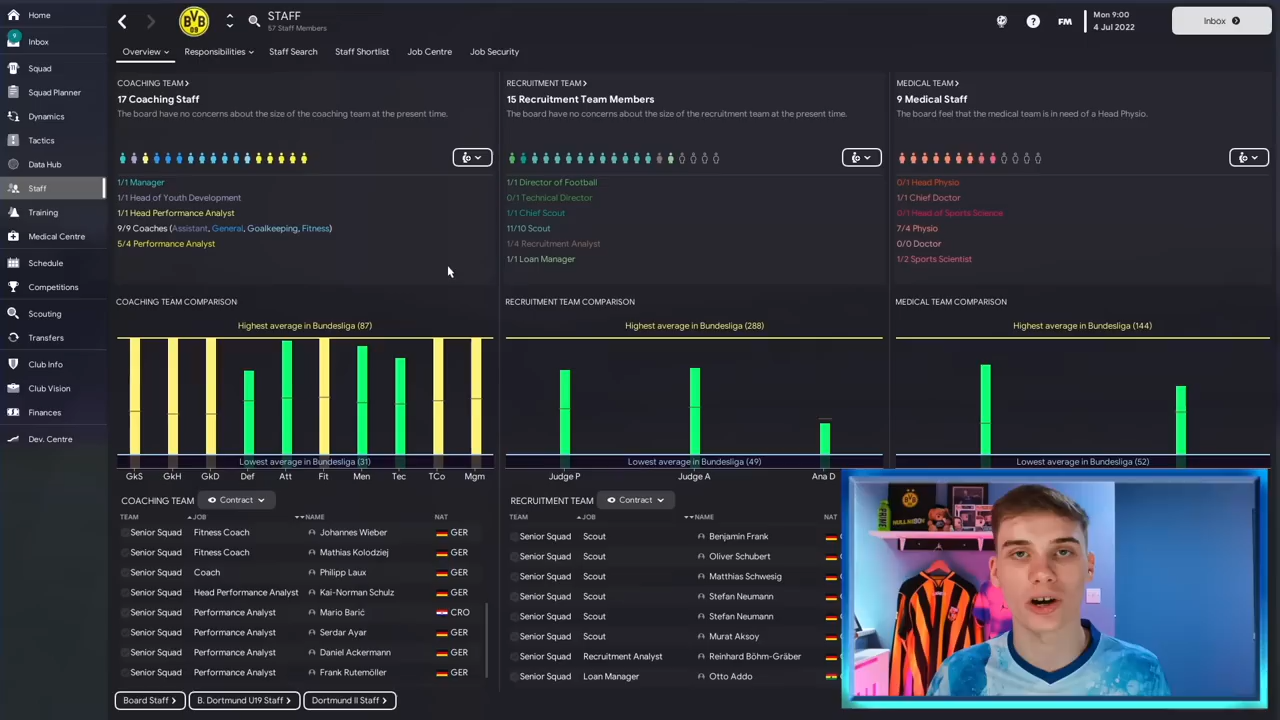 Home
9
Inbox
Squad
Squad Planner
Dynamics
Tactics
Data Hub
Staff
Training
Medical Centre
Schedule
Competitions
Scouting
Transfers
Club Info
Club Vision
Finances
Dev. Centre
BVB
09
STAFF
57 Staff Members
?
FM
Mon 9:00
4 Jul 2022
Inbox
Overview
Responsibilities
Staff Search
Staff Shortlist
Job Centre
Job Security
COACHING TEAM
17 Coaching Staff
The board have no concerns about the size of the coaching team at the present time.
1/1 Manager
1/1 Head of Youth Development
1/1 Head Performance Analyst
9/9 Coaches (Assistant, General, Goalkeeping, Fitness)
5/4 Performance Analyst
RECRUITMENT TEAM
15 Recruitment Team Members
The board have no concerns about the size of the recruitment team at the present time.
1/1 Director of Football
0/1 Technical Director
1/1 Chief Scout
11/10 Scout
1/4 Recruitment Analyst
1/1 Loan Manager
MEDICAL TEAM
9 Medical Staff
The board feel that the medical team is in need of a Head Physio.
0/1 Head Physio
1/1 Chief Doctor
0/1 Head of Sports Science
7/4 Physio
0/0 Doctor
1/2 Sports Scientist
COACHING TEAM COMPARISON
Highest average in Bundesliga (87)
Lowest average in Bundesliga (31)
GkS GkH GkD Def Att Fit Men Tec TCo Mgm
RECRUITMENT TEAM COMPARISON
Highest average in Bundesliga (288)
Lowest average in Bundesliga (49)
Judge P Judge A Ana D
MEDICAL TEAM COMPARISON
Highest average in Bundesliga (144)
Lowest average in Bundesliga (52)
COACHING TEAM Contract
TEAM JOB NAME NAT
Senior Squad Fitness Coach Johannes Wieber GER
Senior Squad Fitness Coach Mathias Kolodziej GER
Senior Squad Coach Philipp Laux GER
Senior Squad Head Performance Analyst Kai-Norman Schulz GER
Senior Squad Performance Analyst Mario Barić CRO
Senior Squad Performance Analyst Serdar Ayar GER
Senior Squad Performance Analyst Daniel Ackermann GER
Senior Squad Performance Analyst Frank Rutemöller GER
RECRUITMENT TEAM Contract
TEAM JOB NAME NAT
Senior Squad Scout Benjamin Frank
Senior Squad Scout Oliver Schubert
Senior Squad Scout Matthias Schwesig
Senior Squad Scout Stefan Neumann
Senior Squad Scout Stefan Neumann
Senior Squad Scout Murat Aksoy
Senior Squad Recruitment Analyst Reinhard Böhm-Gräber
Senior Squad Loan Manager Otto Addo
Board Staff
B. Dortmund U19 Staff
Dortmund II Staff